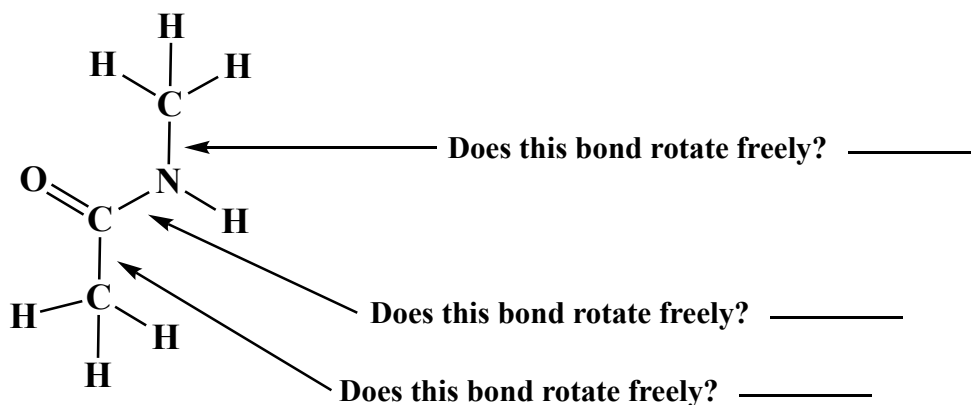 H
H H
C
Does this bond rotate freely?
O N
C H
C
H H
Does this bond rotate freely?
H
Does this bond rotate freely?